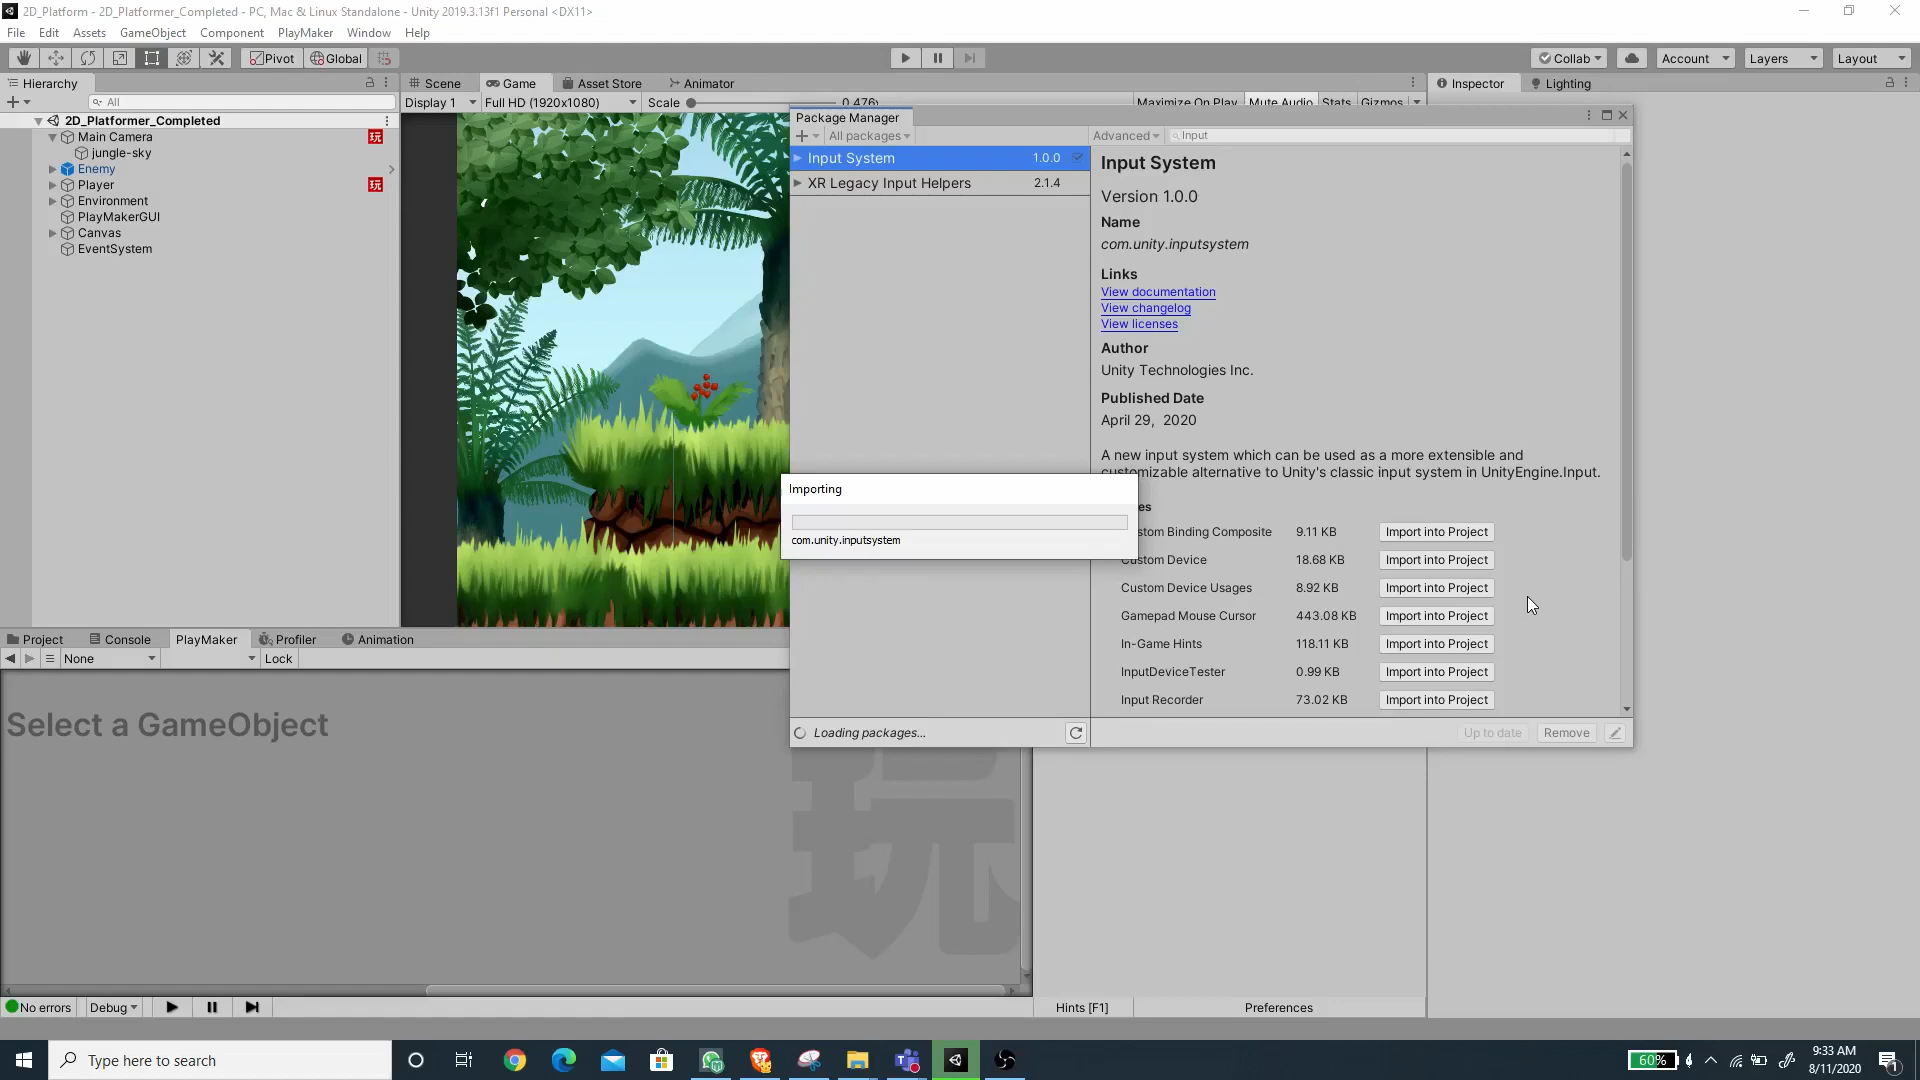 2D_Platform - 2D_Platformer_Completed - PC, Mac & Linux Standalone - Unity 2019.3.13f1 Personal <DX11>
File Edit Assets GameObject Component PlayMaker Window Help
Pivot Global Collab Account Layers Layout
Hierarchy Scene Game Asset Store Animator Inspector Lighting
All Display 1 Full HD (1920x1080) Scale 0.476x Maximize On Play Mute Audio Stats Gizmos
2D_Platformer_Completed
Main Camera 玩
jungle-sky
Enemy
Player 玩
Environment
PlayMakerGUI
Canvas
EventSystem
Package Manager
All packages Advanced Input
Input System 1.0.0
XR Legacy Input Helpers 2.1.4
Input System
Version 1.0.0
Name
com.unity.inputsystem
Links
View documentation
View changelog
View licenses
Author
Unity Technologies Inc.
Published Date
April 29, 2020
A new input system which can be used as a more extensible and
customizable alternative to Unity's classic input system in UnityEngine.Input.
Importing
com.unity.inputsystem
es
stom Binding Composite 9.11 KB Import into Project
Custom Device 18.68 KB Import into Project
Custom Device Usages 8.92 KB Import into Project
Gamepad Mouse Cursor 443.08 KB Import into Project
In-Game Hints 118.11 KB Import into Project
InputDeviceTester 0.99 KB Import into Project
Input Recorder 73.02 KB Import into Project
Loading packages... Up to date Remove
Project Console PlayMaker Profiler Animation
None Lock
Select a GameObject
玩
No errors Debug Hints [F1] Preferences
Type here to search
60%
9:33 AM
8/11/2020
1